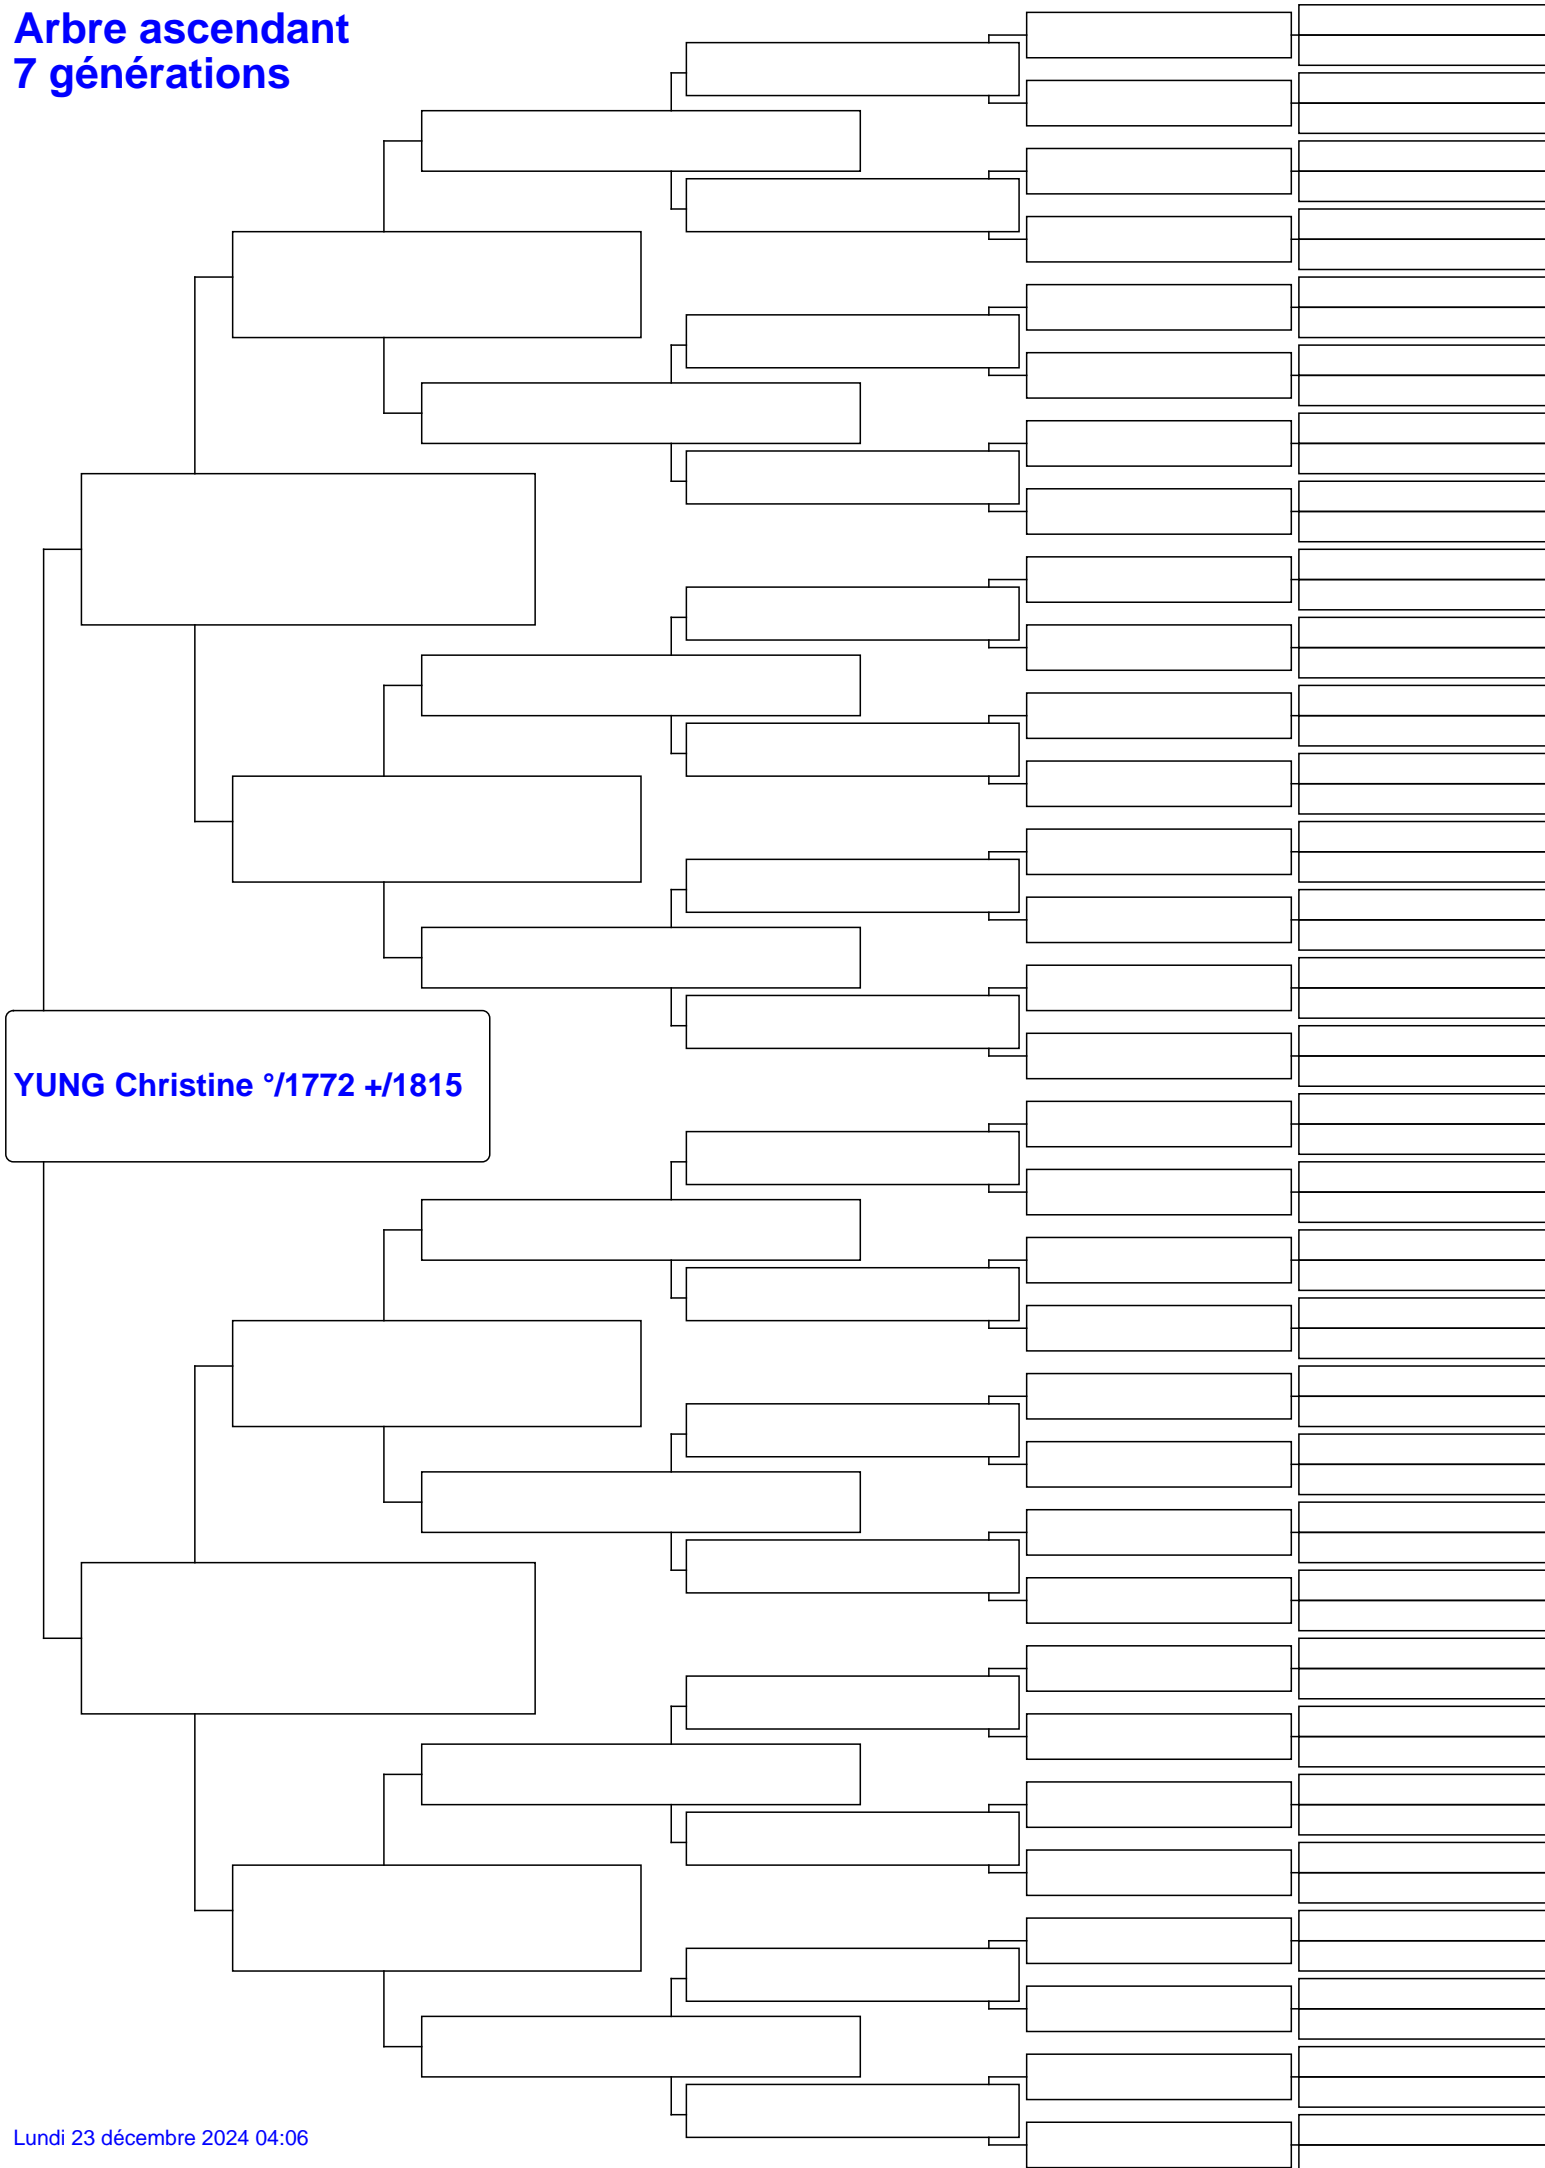 Arbre ascendant
7 générations
YUNG Christine °/1772 +/1815
Lundi 23 décembre 2024 04:06